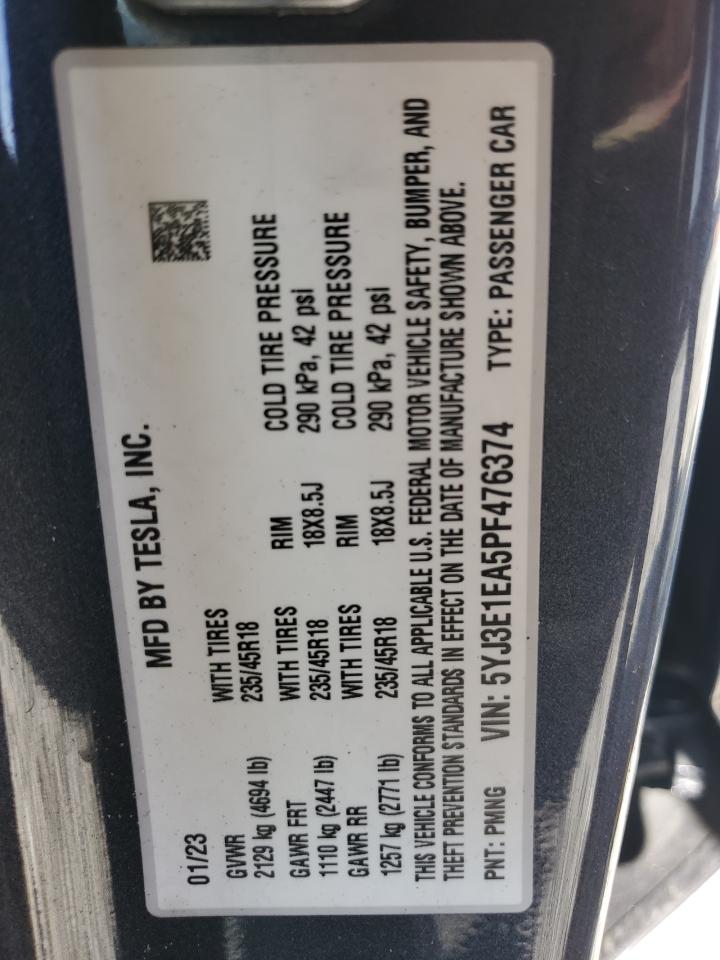 MFD BY TESLA, INC.
01/23
GVWR WITH TIRES
2129 kg (4694 lb) 235/45R18
GAWR FRT WITH TIRES RIM COLD TIRE PRESSURE
1110 kg (2447 lb) 235/45R18 18X8.5J 290 kPa, 42 psi
GAWR RR WITH TIRES RIM COLD TIRE PRESSURE
1257 kg (2771 lb) 235/45R18 18X8.5J 290 kPa, 42 psi
THIS VEHICLE CONFORMS TO ALL APPLICABLE U.S. FEDERAL MOTOR VEHICLE SAFETY, BUMPER, AND
THEFT PREVENTION STANDARDS IN EFFECT ON THE DATE OF MANUFACTURE SHOWN ABOVE.
PNT: PMNG VIN: 5YJ3E1EA5PF476374 TYPE: PASSENGER CAR